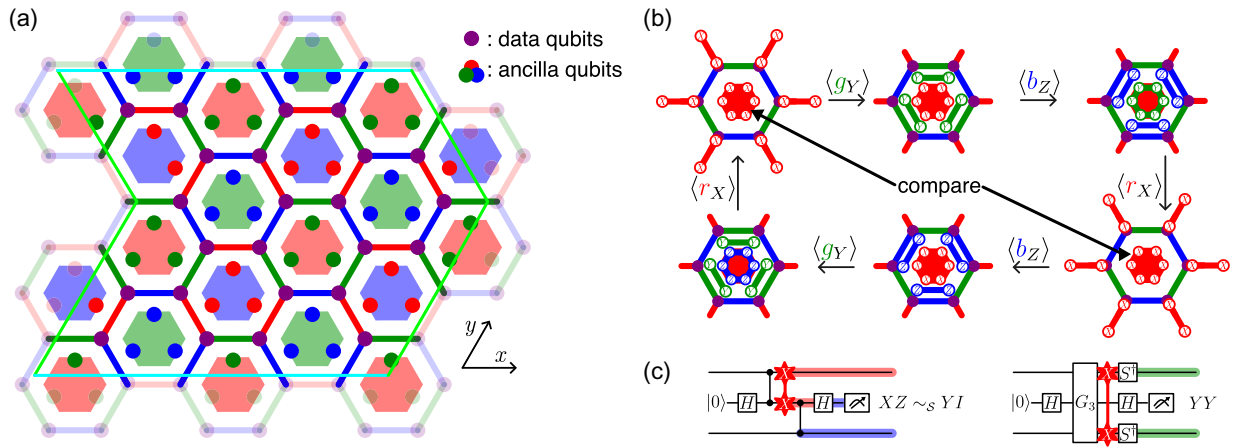 (a)
: data qubits
: ancilla qubits
y
x
(b)
⟨g_Y⟩
⟨b_Z⟩
⟨r_X⟩
compare
⟨r_X⟩
⟨g_Y⟩
⟨b_Z⟩
(c)
|0⟩ H X X H XZ ∼_S YI
|0⟩ H G_3 X X S† H S† YY